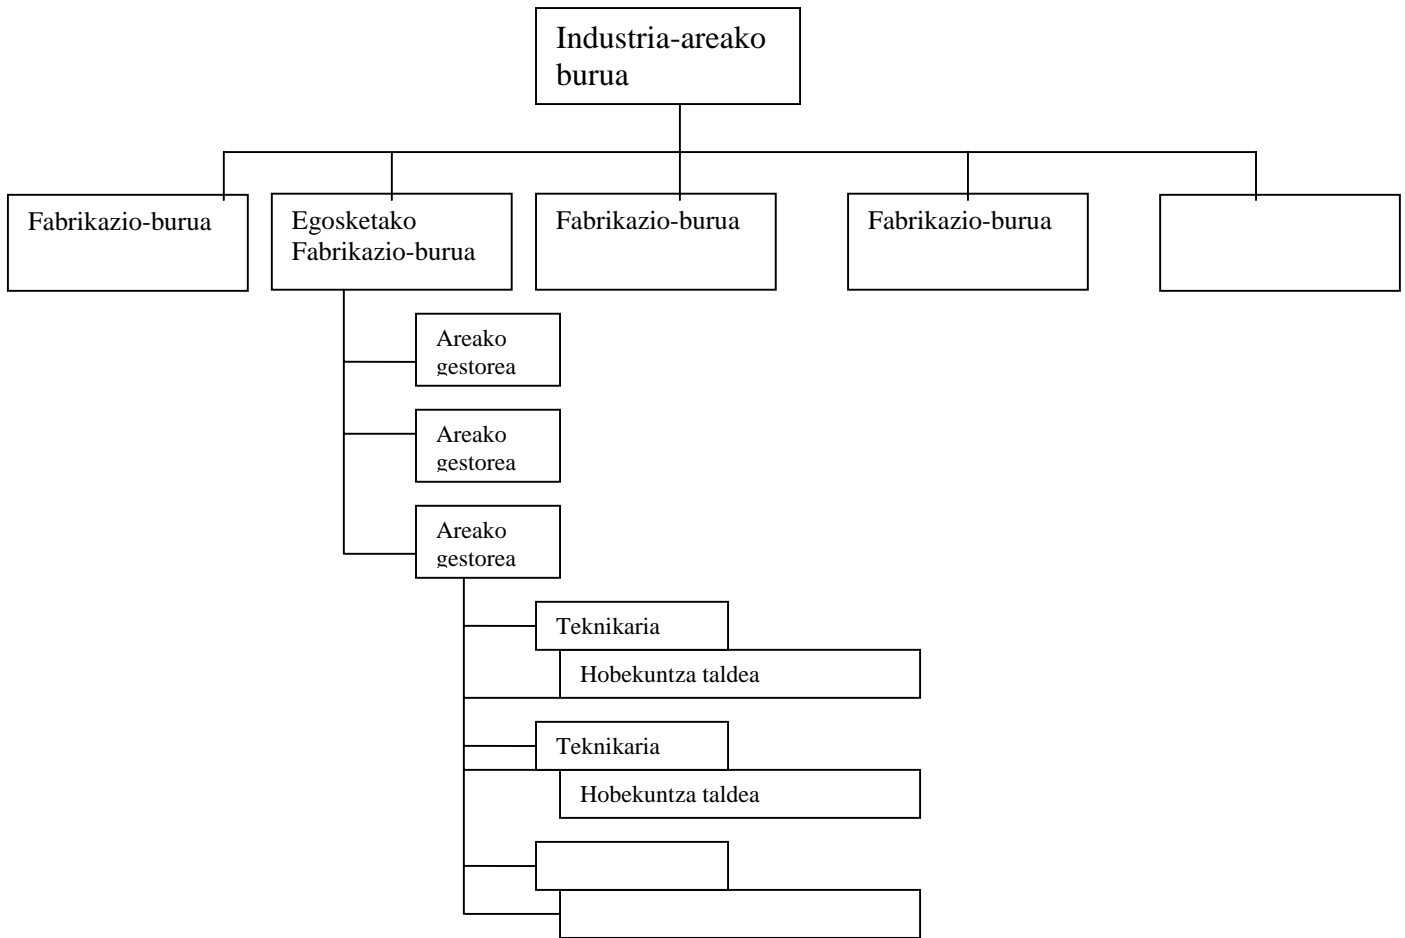 Industria-areako
burua
Fabrikazio-burua
Egosketako
Fabrikazio-burua
Fabrikazio-burua
Fabrikazio-burua
Areako
gestorea
Areako
gestorea
Areako
gestorea
Teknikaria
Hobekuntza taldea
Teknikaria
Hobekuntza taldea